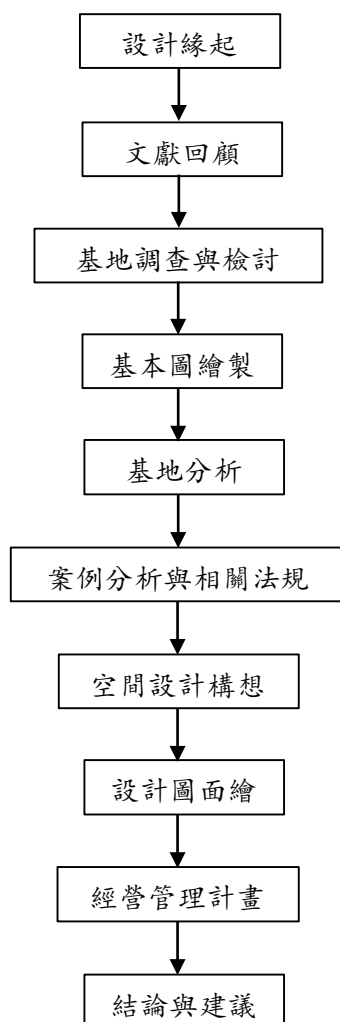 設計緣起
文獻回顧
基地調查與檢討
基本圖繪製
基地分析
案例分析與相關法規
空間設計構想
設計圖面繪
經營管理計畫
結論與建議